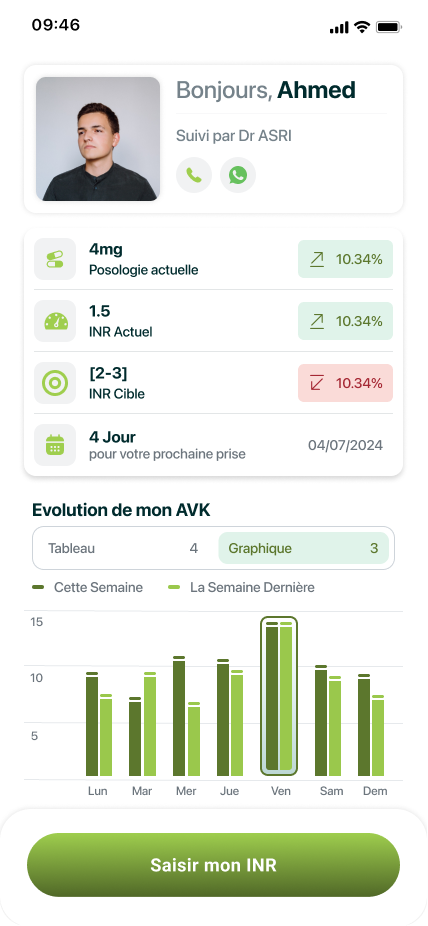 09:46
Bonjours, Ahmed
Suivi par Dr ASRI
4mg
Posologie actuelle
10.34%
1.5
INR Actuel
10.34%
[2-3]
INR Cible
10.34%
4 Jour
pour votre prochaine prise
04/07/2024
Evolution de mon AVK
Tableau 4 Graphique 3
Cette Semaine La Semaine Dernière
15
10
5
Lun Mar Mer Jue Ven Sam Dem
Saisir mon INR